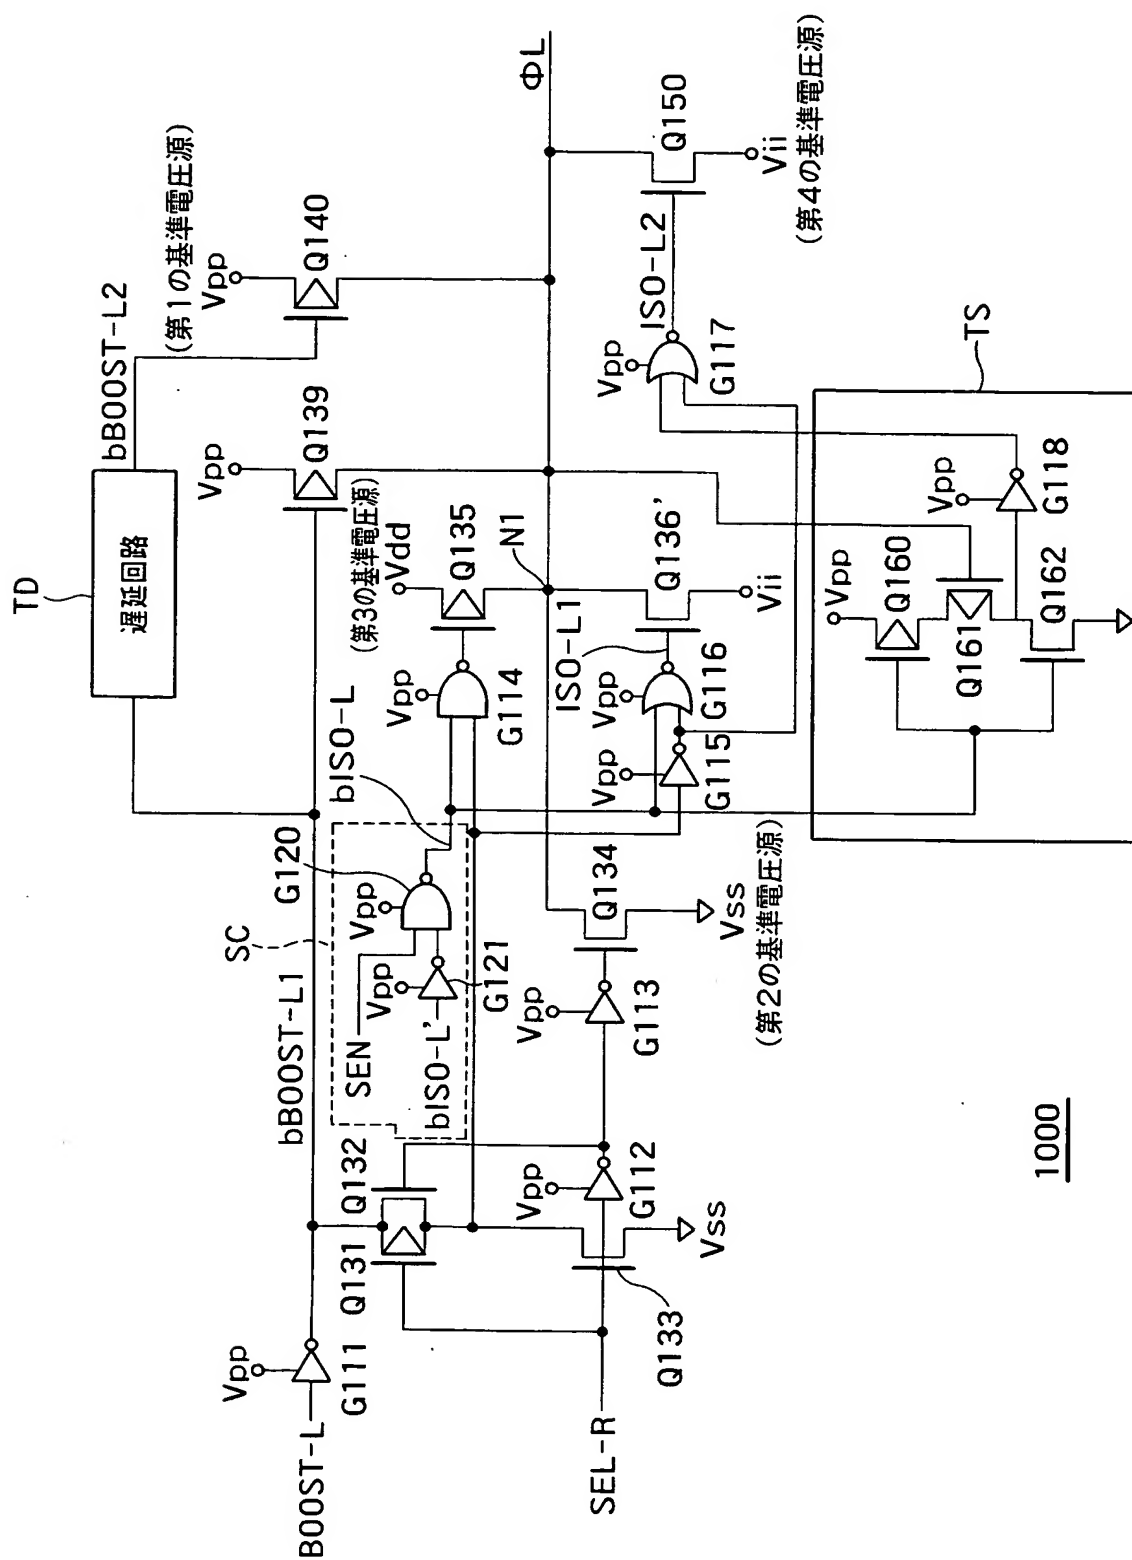 TD
遅延回路
bBOOST-L2
(第1の基準電圧源)
Vpp
Q140
Vpp
Q139
ΦL
BOOST-L
Vpp
G111
bBOOST-L1
SC
G120
Vpp
SEN
Vpp
bISO-L'
G121
bISO-L
Vpp
G114
(第3の基準電圧源)
Vdd
Q135
N1
Q131
Q132
ISO-L1
Vpp
G116
Vpp
G115
Q136'
Vii
ISO-L2
Vpp
G117
Q150
Vii
(第4の基準電圧源)
SEL-R
Q133
Vss
Vpp
G112
Vpp
G113
Q134
Vss
(第2の基準電圧源)
TS
Vpp
Q160
Q161
Q162
Vpp
G118
1000